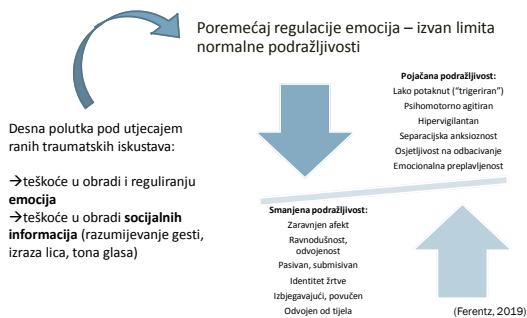 Poremećaj regulacije emocija – izvan limita
normalne podražljivosti
Desna polutka pod utjecajem
ranih traumatskih iskustava:
→teškoće u obradi i reguliranju
emocija
→teškoće u obradi socijalnih
informacija (razumijevanje gesti,
izraza lica, tona glasa)
Pojačana podražljivost:
Lako potaknut (“trigeriran”)
Psihomotorno agitiran
Hipervigilantan
Separacijska anksioznost
Osjetljivost na odbacivanje
Emocionalna preplavljenost
Smanjena podražljivost:
Zaravnjen afekt
Ravnodušnost,
odvojenost
Pasivan, submisivan
Identitet žrtve
Izbjegavajući, povučen
Odvojen od tijela
(Ferentz, 2019)